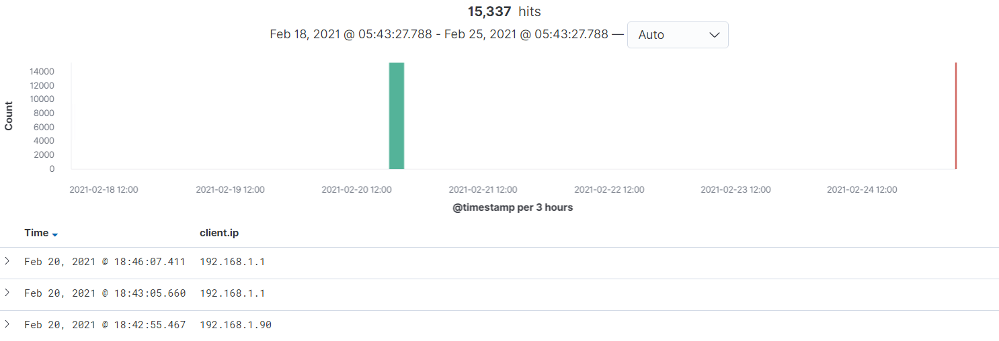 15,337 hits
Feb 18, 2021 @ 05:43:27.788 - Feb 25, 2021 @ 05:43:27.788 — Auto
14000
12000
10000
8000
6000
4000
2000
0
Count
2021-02-18 12:00 2021-02-19 12:00 2021-02-20 12:00 2021-02-21 12:00 2021-02-22 12:00 2021-02-23 12:00 2021-02-24 12:00
@timestamp per 3 hours
Time client.ip
Feb 20, 2021 @ 18:46:07.411 192.168.1.1
Feb 20, 2021 @ 18:43:05.660 192.168.1.1
Feb 20, 2021 @ 18:42:55.467 192.168.1.90